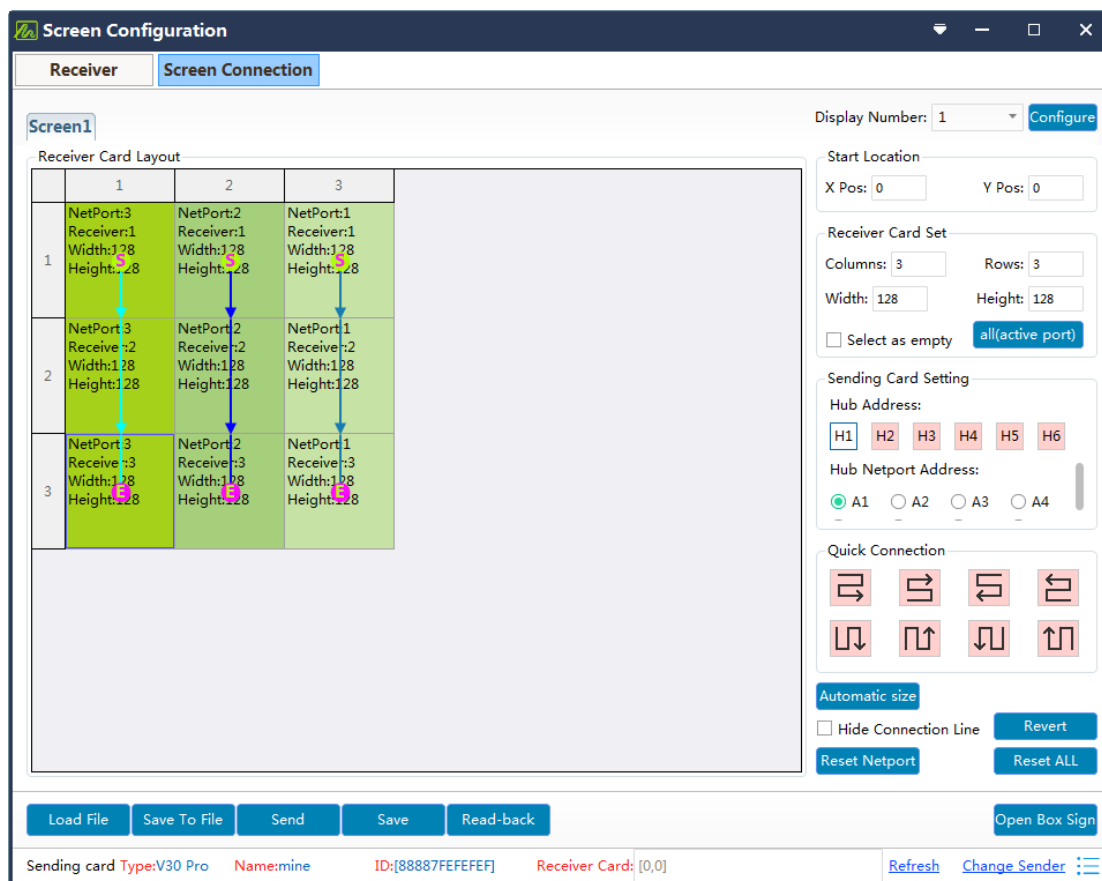 Screen Configuration
Receiver Screen Connection
Display Number: 1 Configure
Screen1
Receiver Card Layout
1 2 3
1
NetPort:3
Receiver:1
Width:128
Height:128
NetPort:2
Receiver:1
Width:128
Height:128
NetPort:1
Receiver:1
Width:128
Height:128
S S S
2
NetPort:3
Receiver:2
Width:128
Height:128
NetPort:2
Receiver:2
Width:128
Height:128
NetPort:1
Receiver:2
Width:128
Height:128
3
NetPort:3
Receiver:3
Width:128
Height:128
NetPort:2
Receiver:3
Width:128
Height:128
NetPort:1
Receiver:3
Width:128
Height:128
E E E
Start Location
X Pos: 0 Y Pos: 0
Receiver Card Set
Columns: 3 Rows: 3
Width: 128 Height: 128
Select as empty all(active port)
Sending Card Setting
Hub Address:
H1 H2 H3 H4 H5 H6
Hub Netport Address:
A1 A2 A3 A4
Quick Connection
Automatic size
Hide Connection Line Revert
Reset Netport Reset ALL
Load File Save To File Send Save Read-back Open Box Sign
Sending card Type:V30 Pro Name:mine ID:[88887FEFEFEF] Receiver Card: [0,0] Refresh Change Sender